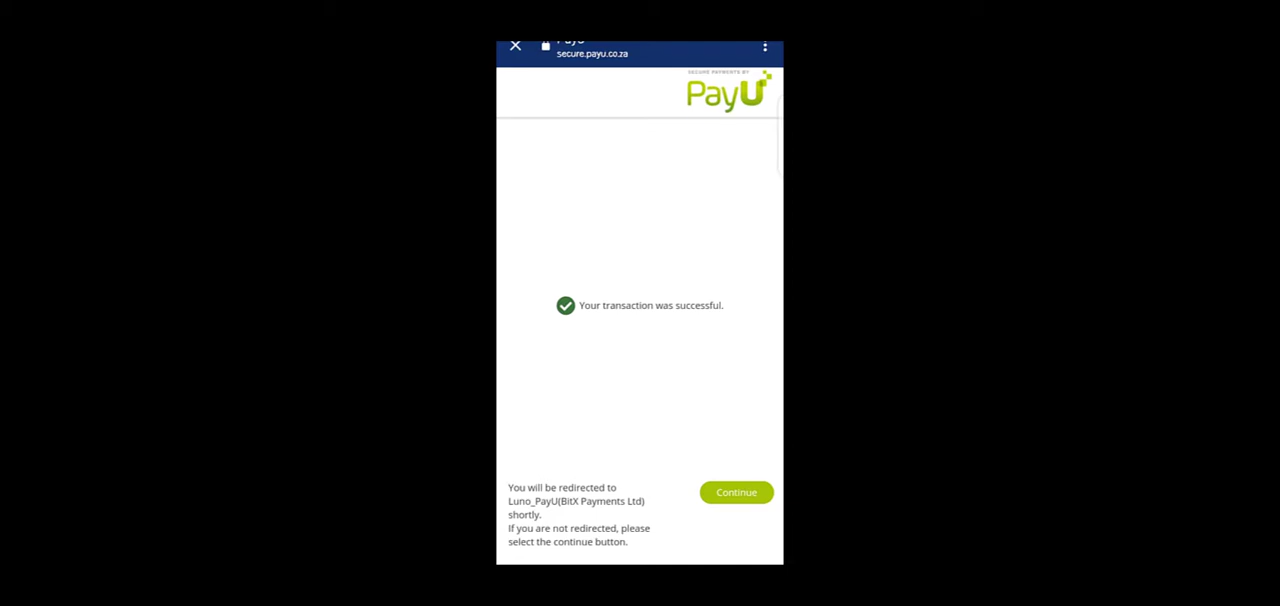 PayU
secure.payu.co.za
SECURE PAYMENTS BY
PayU
Your transaction was successful.
You will be redirected to
Luno_PayU(BitX Payments Ltd)
shortly.
If you are not redirected, please
select the continue button.
Continue